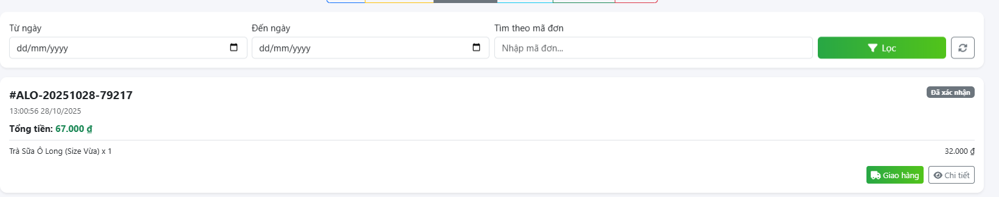 Từ ngày Đến ngày Tìm theo mã đơn
dd/mm/yyyy dd/mm/yyyy Nhập mã đơn... Lọc
#ALO-20251028-79217 Đã xác nhận
13:00:56 28/10/2025
Tổng tiền: 67.000 ₫
Trà Sữa Ô Long (Size Vừa) x 1 32.000 ₫
Giao hàng Chi tiết